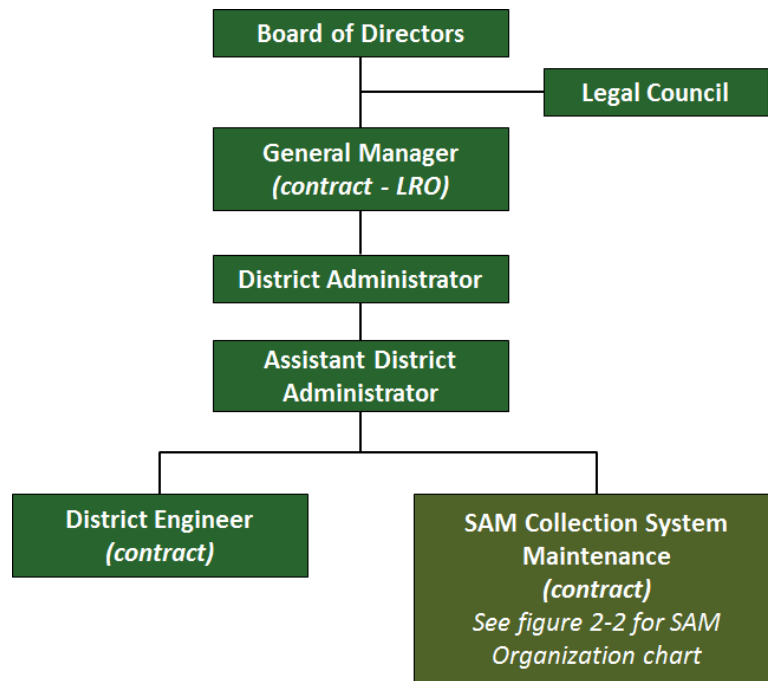 Board of Directors
Legal Council
General Manager
(contract - LRO)
District Administrator
Assistant District
Administrator
District Engineer
(contract)
SAM Collection System
Maintenance
(contract)
See figure 2-2 for SAM
Organization chart